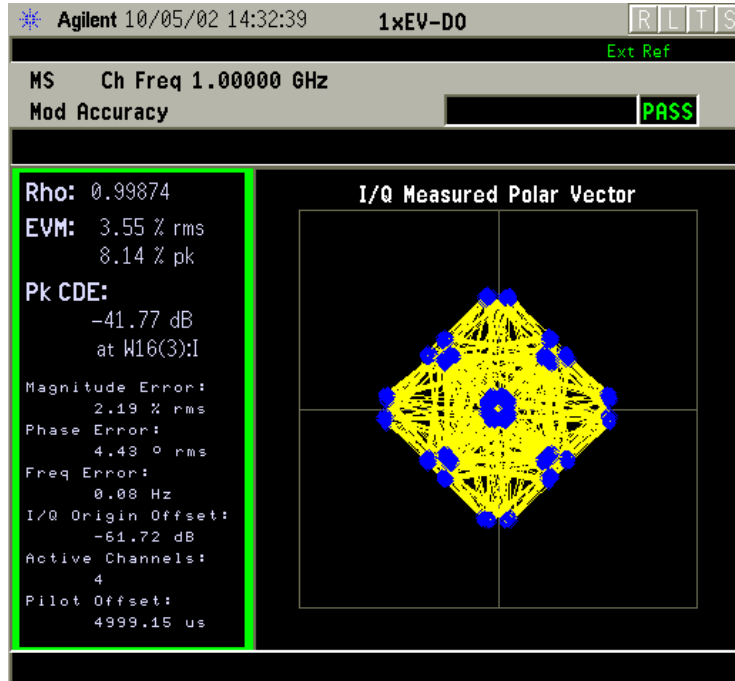 Agilent 10/05/02 14:32:39 1xEV-DO R L T S
Ext Ref
MS Ch Freq 1.00000 GHz
Mod Accuracy PASS
Rho: 0.99874
EVM: 3.55 % rms
8.14 % pk
Pk CDE:
-41.77 dB
at W16(3):I
Magnitude Error:
2.19 % rms
Phase Error:
4.43 º rms
Freq Error:
0.08 Hz
I/Q Origin Offset:
-61.72 dB
Active Channels:
4
Pilot Offset:
4999.15 us
I/Q Measured Polar Vector